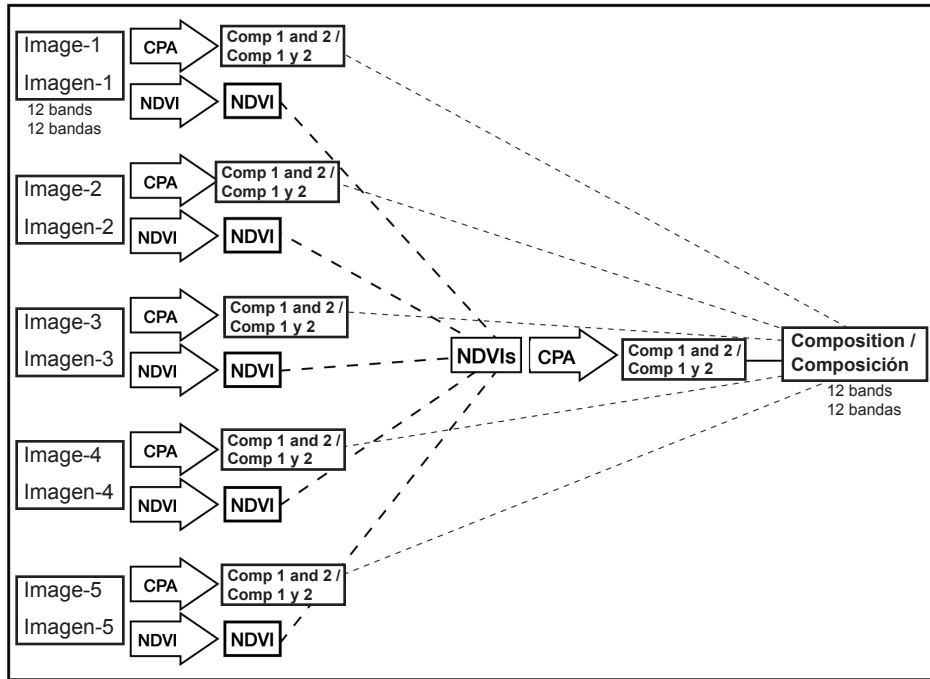 Image-1
Imagen-1
12 bands
12 bandas
CPA
Comp 1 and 2 /
Comp 1 y 2
NDVI
NDVI
Image-2
Imagen-2
CPA
Comp 1 and 2 /
Comp 1 y 2
NDVI
NDVI
Image-3
Imagen-3
CPA
Comp 1 and 2 /
Comp 1 y 2
NDVI
NDVI
Image-4
Imagen-4
CPA
Comp 1 and 2 /
Comp 1 y 2
NDVI
NDVI
Image-5
Imagen-5
CPA
Comp 1 and 2 /
Comp 1 y 2
NDVI
NDVI
NDVIs
CPA
Comp 1 and 2 /
Comp 1 y 2
Composition /
Composición
12 bands
12 bandas